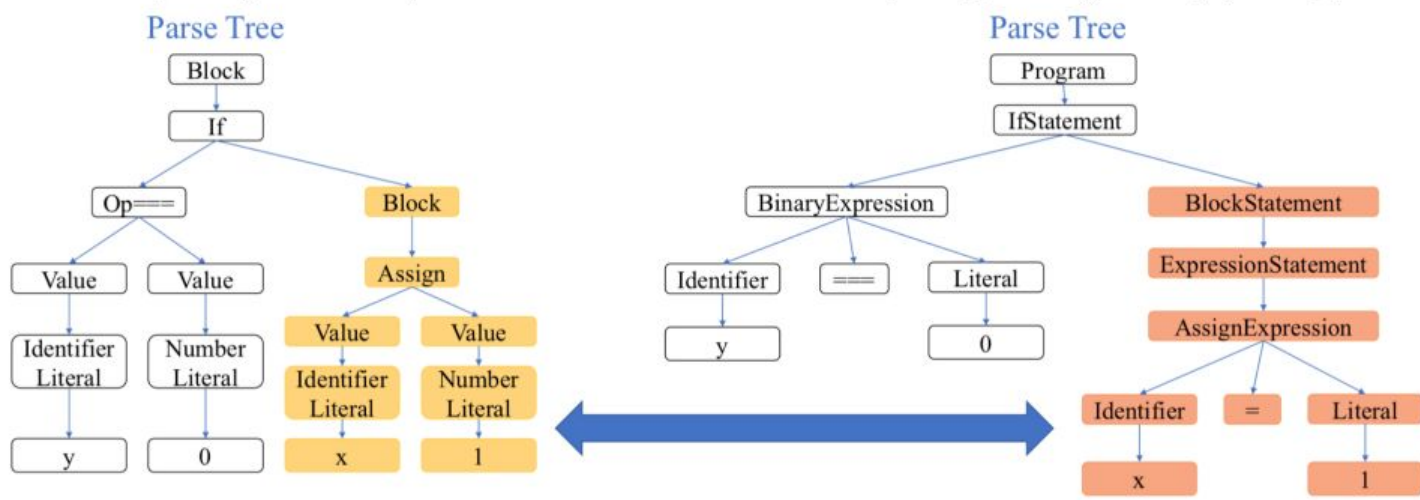 Parse Tree
Block
If
Op===
Block
Value
Value
Assign
Identifier
Literal
Number
Literal
Value
Value
Identifier
Literal
Number
Literal
y
0
x
1
Parse Tree
Program
IfStatement
BinaryExpression
BlockStatement
Identifier
===
Literal
ExpressionStatement
y
0
AssignExpression
Identifier
=
Literal
x
1